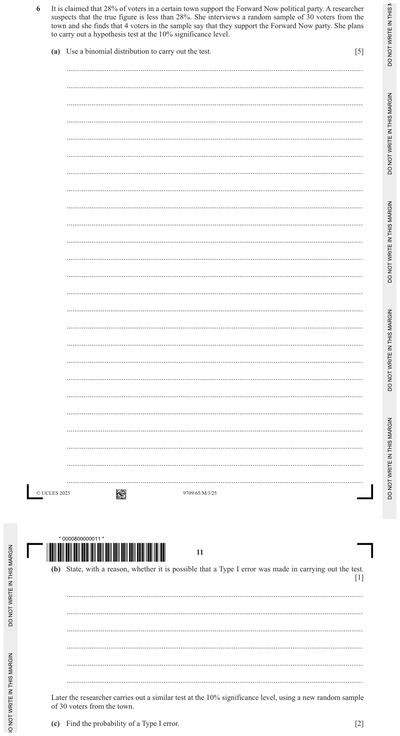 6 It is claimed that 28% of voters in a certain town support the Forward Now political party. A researcher
suspects that the true figure is less than 28%. She interviews a random sample of 30 voters from the
town and she finds that 4 voters in the sample say that they support the Forward Now party. She plans
to carry out a hypothesis test at the 10% significance level.
(a) Use a binomial distribution to carry out the test. [5]
DO NOT WRITE IN THIS MARGIN
DO NOT WRITE IN THIS MARGIN
DO NOT WRITE IN THIS MARGIN
DO NOT WRITE IN THIS MARGIN
DO NOT WRITE IN THIS MARGIN
© UCLES 2025 9709/65/M/J/25
* 0000800000011 *
11
DO NOT WRITE IN THIS MARGIN
(b) State, with a reason, whether it is possible that a Type I error was made in carrying out the test.
[1]
Later the researcher carries out a similar test at the 10% significance level, using a new random sample
of 30 voters from the town.
(c) Find the probability of a Type I error. [2]
O NOT WRITE IN THIS MARGIN